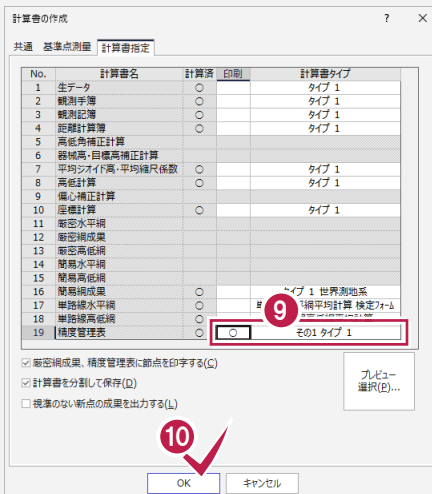 計算書の作成 ? ×
共通 基準点測量 計算書指定
No. 計算書名 計算済 印刷 計算書タイプ
1 生データ ○ タイプ 1
2 観測手簿 ○ タイプ 1
3 観測記簿 ○ タイプ 1
4 距離計算簿 ○ タイプ 1
5 高低角補正計算
6 器械高・目標高補正計算
7 平均ジオイド高・平均縮尺係数 ○ タイプ 1
8 高低計算 ○ タイプ 1
9 偏心補正計算
10 座標計算 ○ タイプ 1
11 厳密水平網
12 厳密網成果
13 厳密高低網
14 簡易水平網
15 簡易高低網
16 簡易網成果 ○ タイプ 1 世界測地系
17 単路線水平網 ○ 網平均計算 検定フォーム
18 単路線高低網 ○
19 精度管理表 ○ ○ その1 タイプ 1
9
☑ 厳密網成果、精度管理表に節点を印字する(C)
☑ 計算書を分割して保存(D)
☐ 視準のない新点の成果を出力する(L)
プレビュー
選択(P)...
10
OK キャンセル